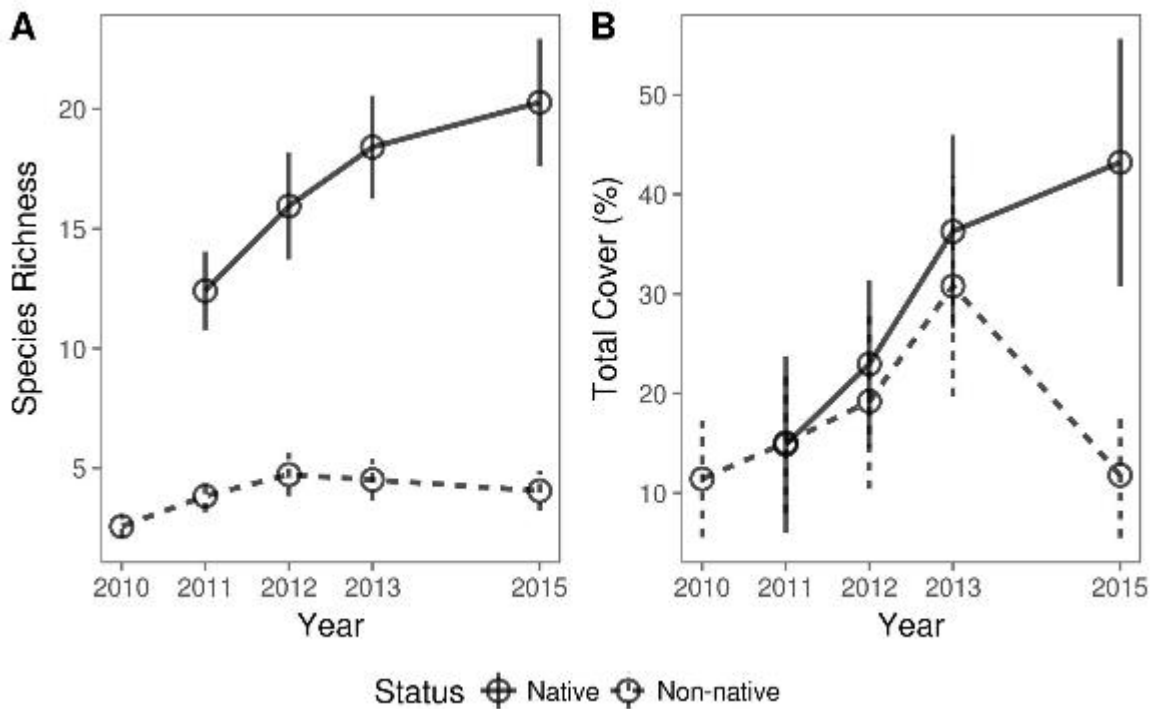 A
Species Richness
20
15
10
5
2010 2011 2012 2013 2015
Year
B
Total Cover (%)
50
40
30
20
10
2010 2011 2012 2013 2015
Year
Status Native Non-native